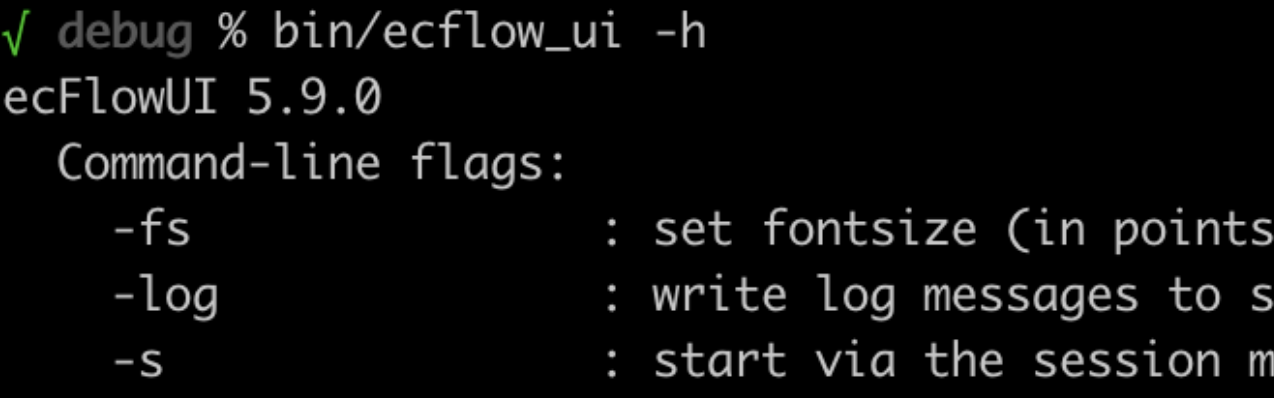 √ debug % bin/ecflow_ui -h
ecFlowUI 5.9.0
Command-line flags:
-fs : set fontsize (in points
-log : write log messages to s
-s : start via the session m